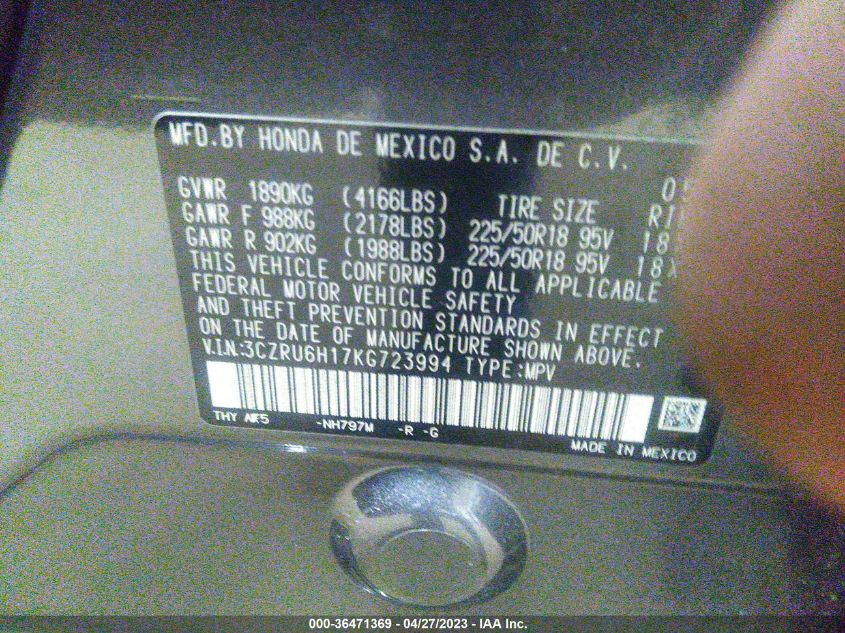 MFD.BY HONDA DE MEXICO S.A. DE C.V.
GVWR 1890KG (4166LBS) TIRE SIZE
GAWR F 988KG (2178LBS) 225/50R18 95V
GAWR R 902KG (1988LBS) 225/50R18 95V
THIS VEHICLE CONFORMS TO ALL APPLICABLE
FEDERAL MOTOR VEHICLE SAFETY
AND THEFT PREVENTION STANDARDS IN EFFECT
ON THE DATE OF MANUFACTURE SHOWN ABOVE.
V.I.N.:3CZRU6H17KG723994 TYPE:MPV
THY -NH797M -R -G
MADE IN MEXICO
000-36471369 - 04/27/2023 - IAA Inc.